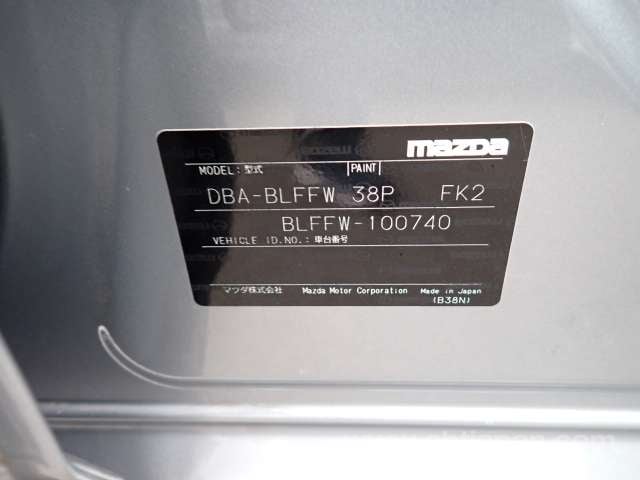 mazda
MODEL:型式 PAINT
DBA-BLFFW 38P FK2
BLFFW-100740
VEHICLE ID.NO.:車台番号
マツダ株式会社 Mazda Motor Corporation Made in Japan
(B38N)